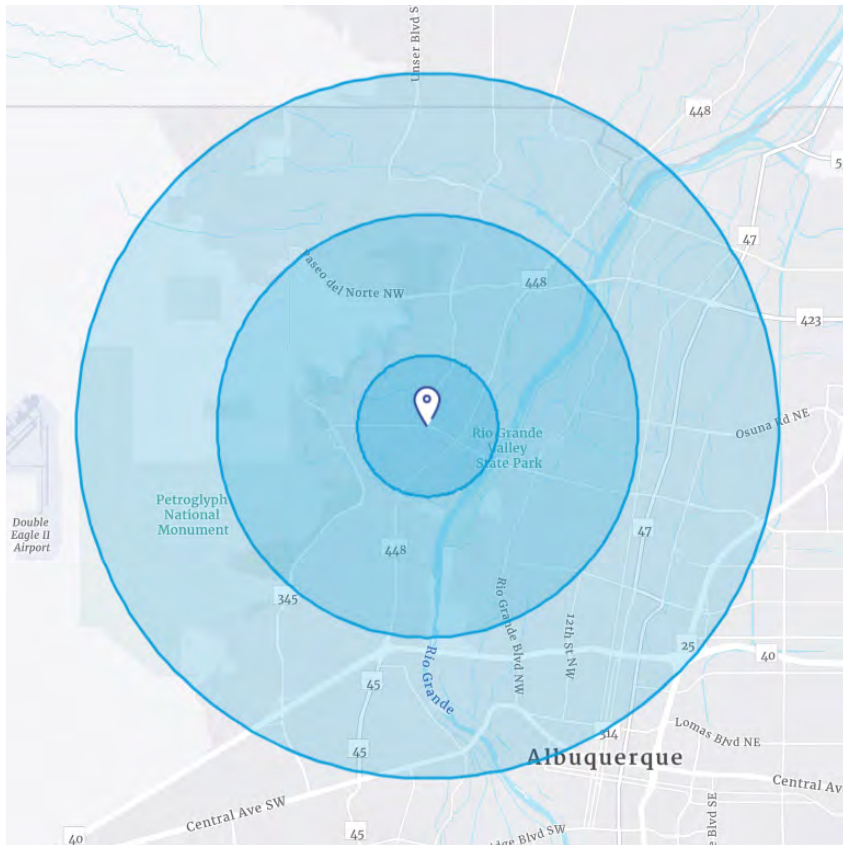 Unser Blvd S
448
5
47
Paseo del Norte NW
448
423
Osuna Rd NE
Rio Grande
Valley
State Park
Petroglyph
National
Monument
Double
Eagle II
Airport
47
448
345
Rio Grande Blvd NW
12th St NW
25
40
Rio Grande
45
314
Lomas Blvd NE
45
Albuquerque
Central Ave SW
Central Av
40
45
dge Blvd SW
e Blvd SE